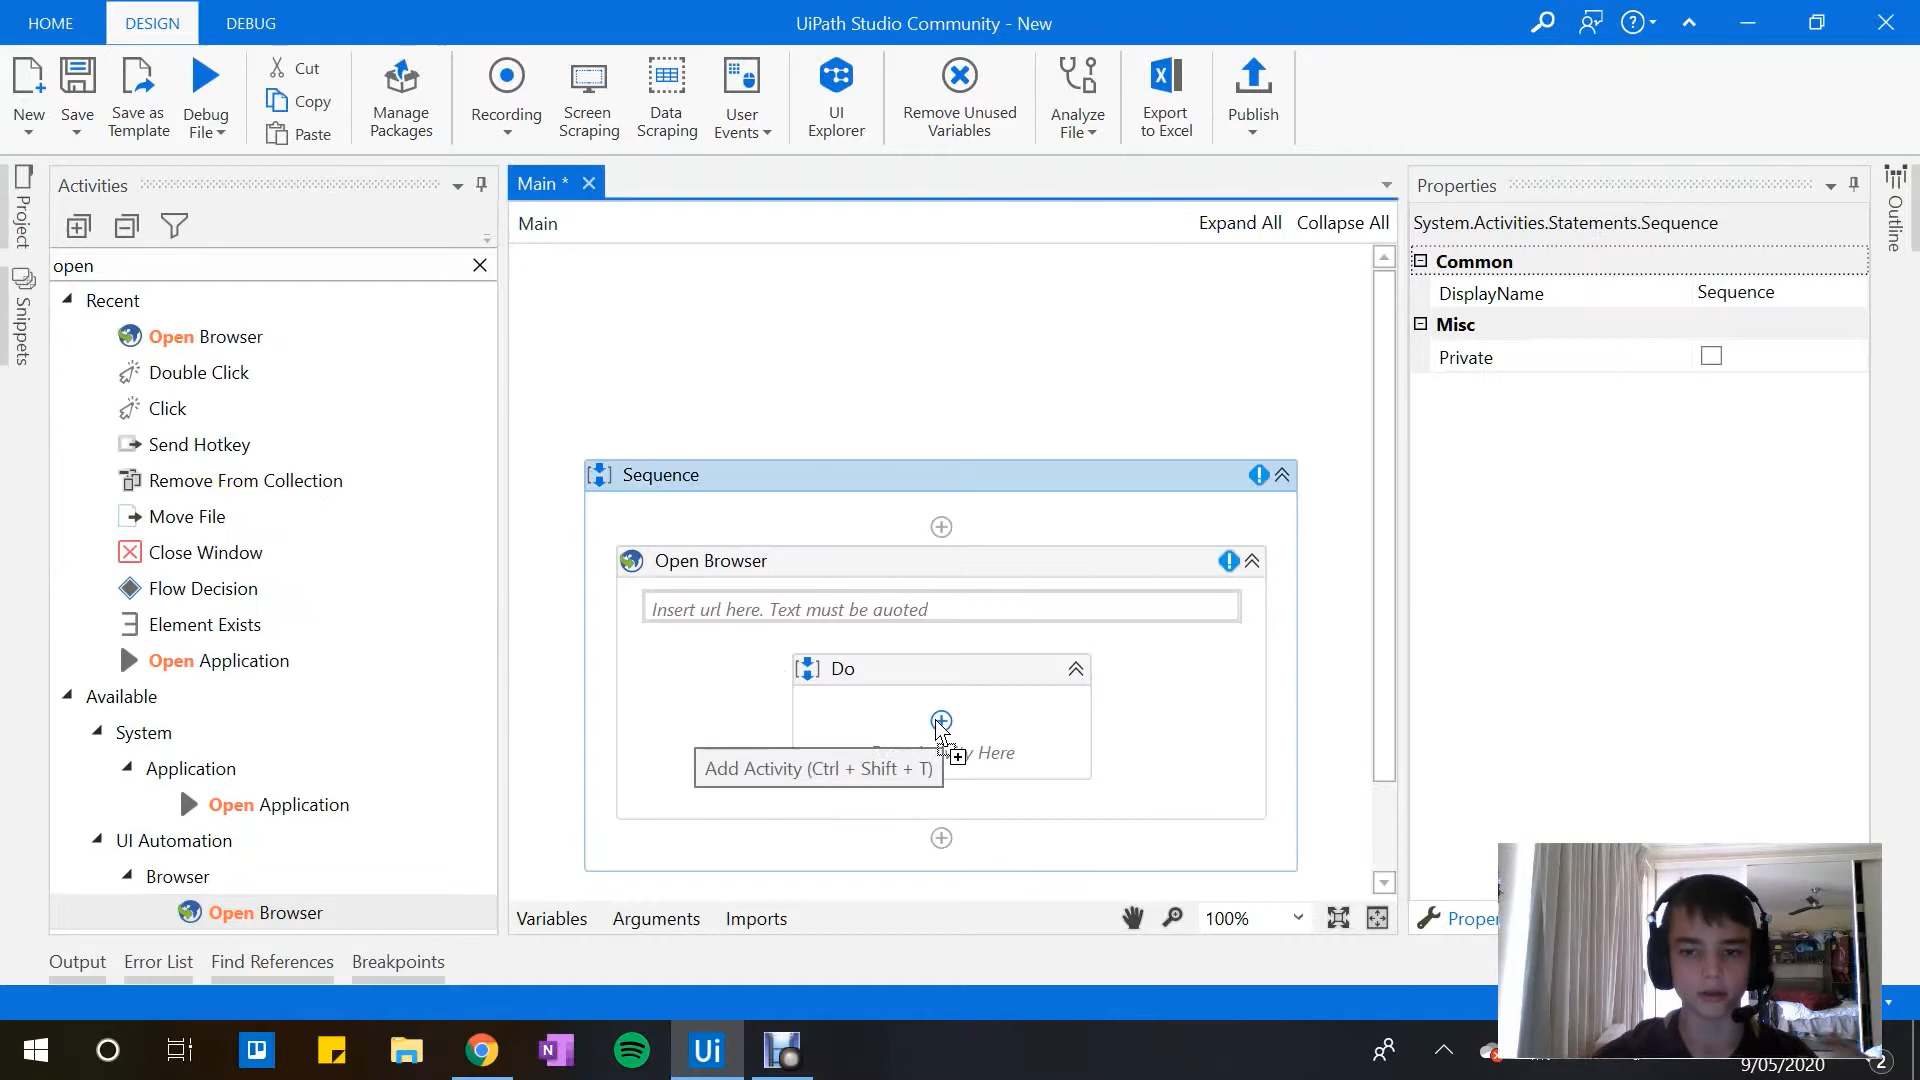 HOME DESIGN DEBUG UiPath Studio Community - New
New Save Save as Template Debug File Cut Copy Paste Manage Packages Recording Screen Scraping Data Scraping User Events UI Explorer Remove Unused Variables Analyze File Export to Excel Publish
Project
Snippets
Activities
open
Recent
Open Browser
Double Click
Click
Send Hotkey
Remove From Collection
Move File
Close Window
Flow Decision
Element Exists
Open Application
Available
System
Application
Open Application
UI Automation
Browser
Open Browser
Main *
Main Expand All Collapse All
Sequence
Open Browser
Insert url here. Text must be quoted
Do
Here
Add Activity (Ctrl + Shift + T)
Variables Arguments Imports 100%
Properties
System.Activities.Statements.Sequence
Common
DisplayName Sequence
Misc
Private
Outline
Output Error List Find References Breakpoints
Ui
9/05/2020
2